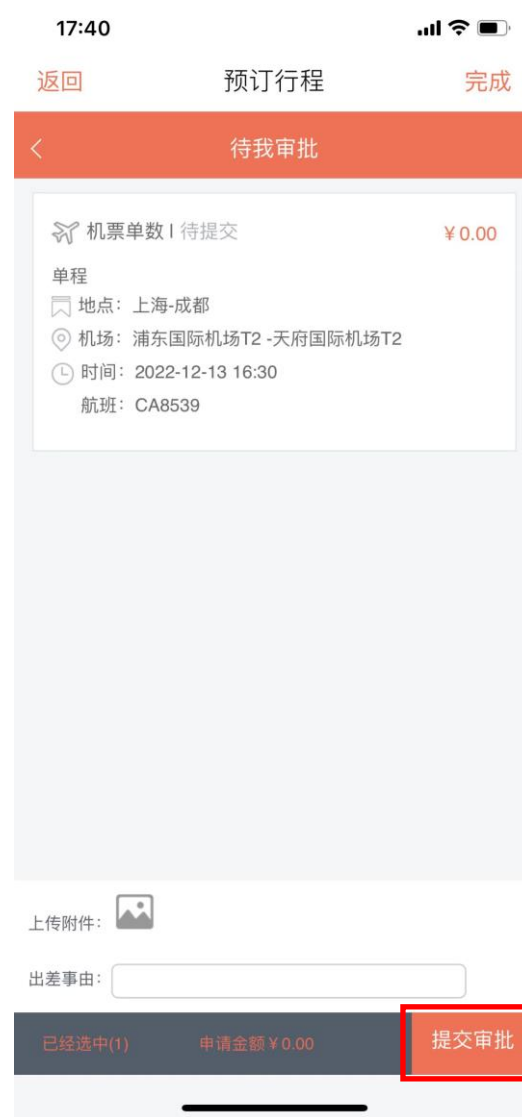 17:40
返回 预订行程 完成
待我审批
机票单数 I 待提交 ¥ 0.00
单程
地点：上海-成都
机场：浦东国际机场T2 -天府国际机场T2
时间：2022-12-13 16:30
航班：CA8539
上传附件：
出差事由：
已经选中(1) 申请金额 ¥ 0.00 提交审批